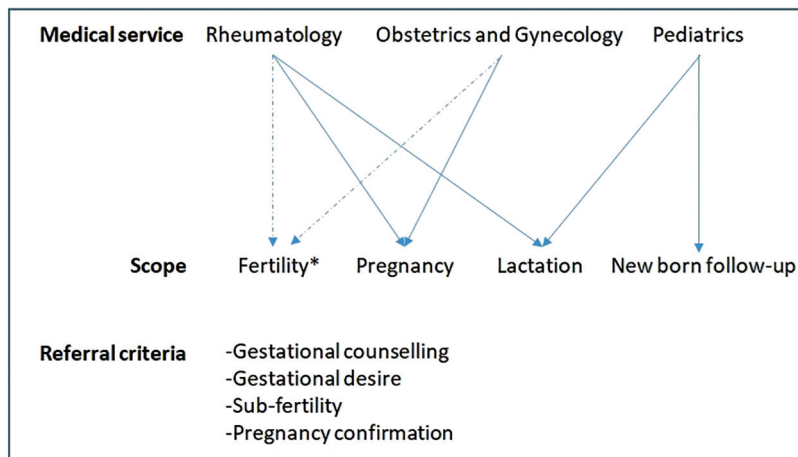 Medical service Rheumatology Obstetrics and Gynecology Pediatrics
Scope Fertility* Pregnancy Lactation New born follow-up
Referral criteria -Gestational counselling
-Gestational desire
-Sub-fertility
-Pregnancy confirmation